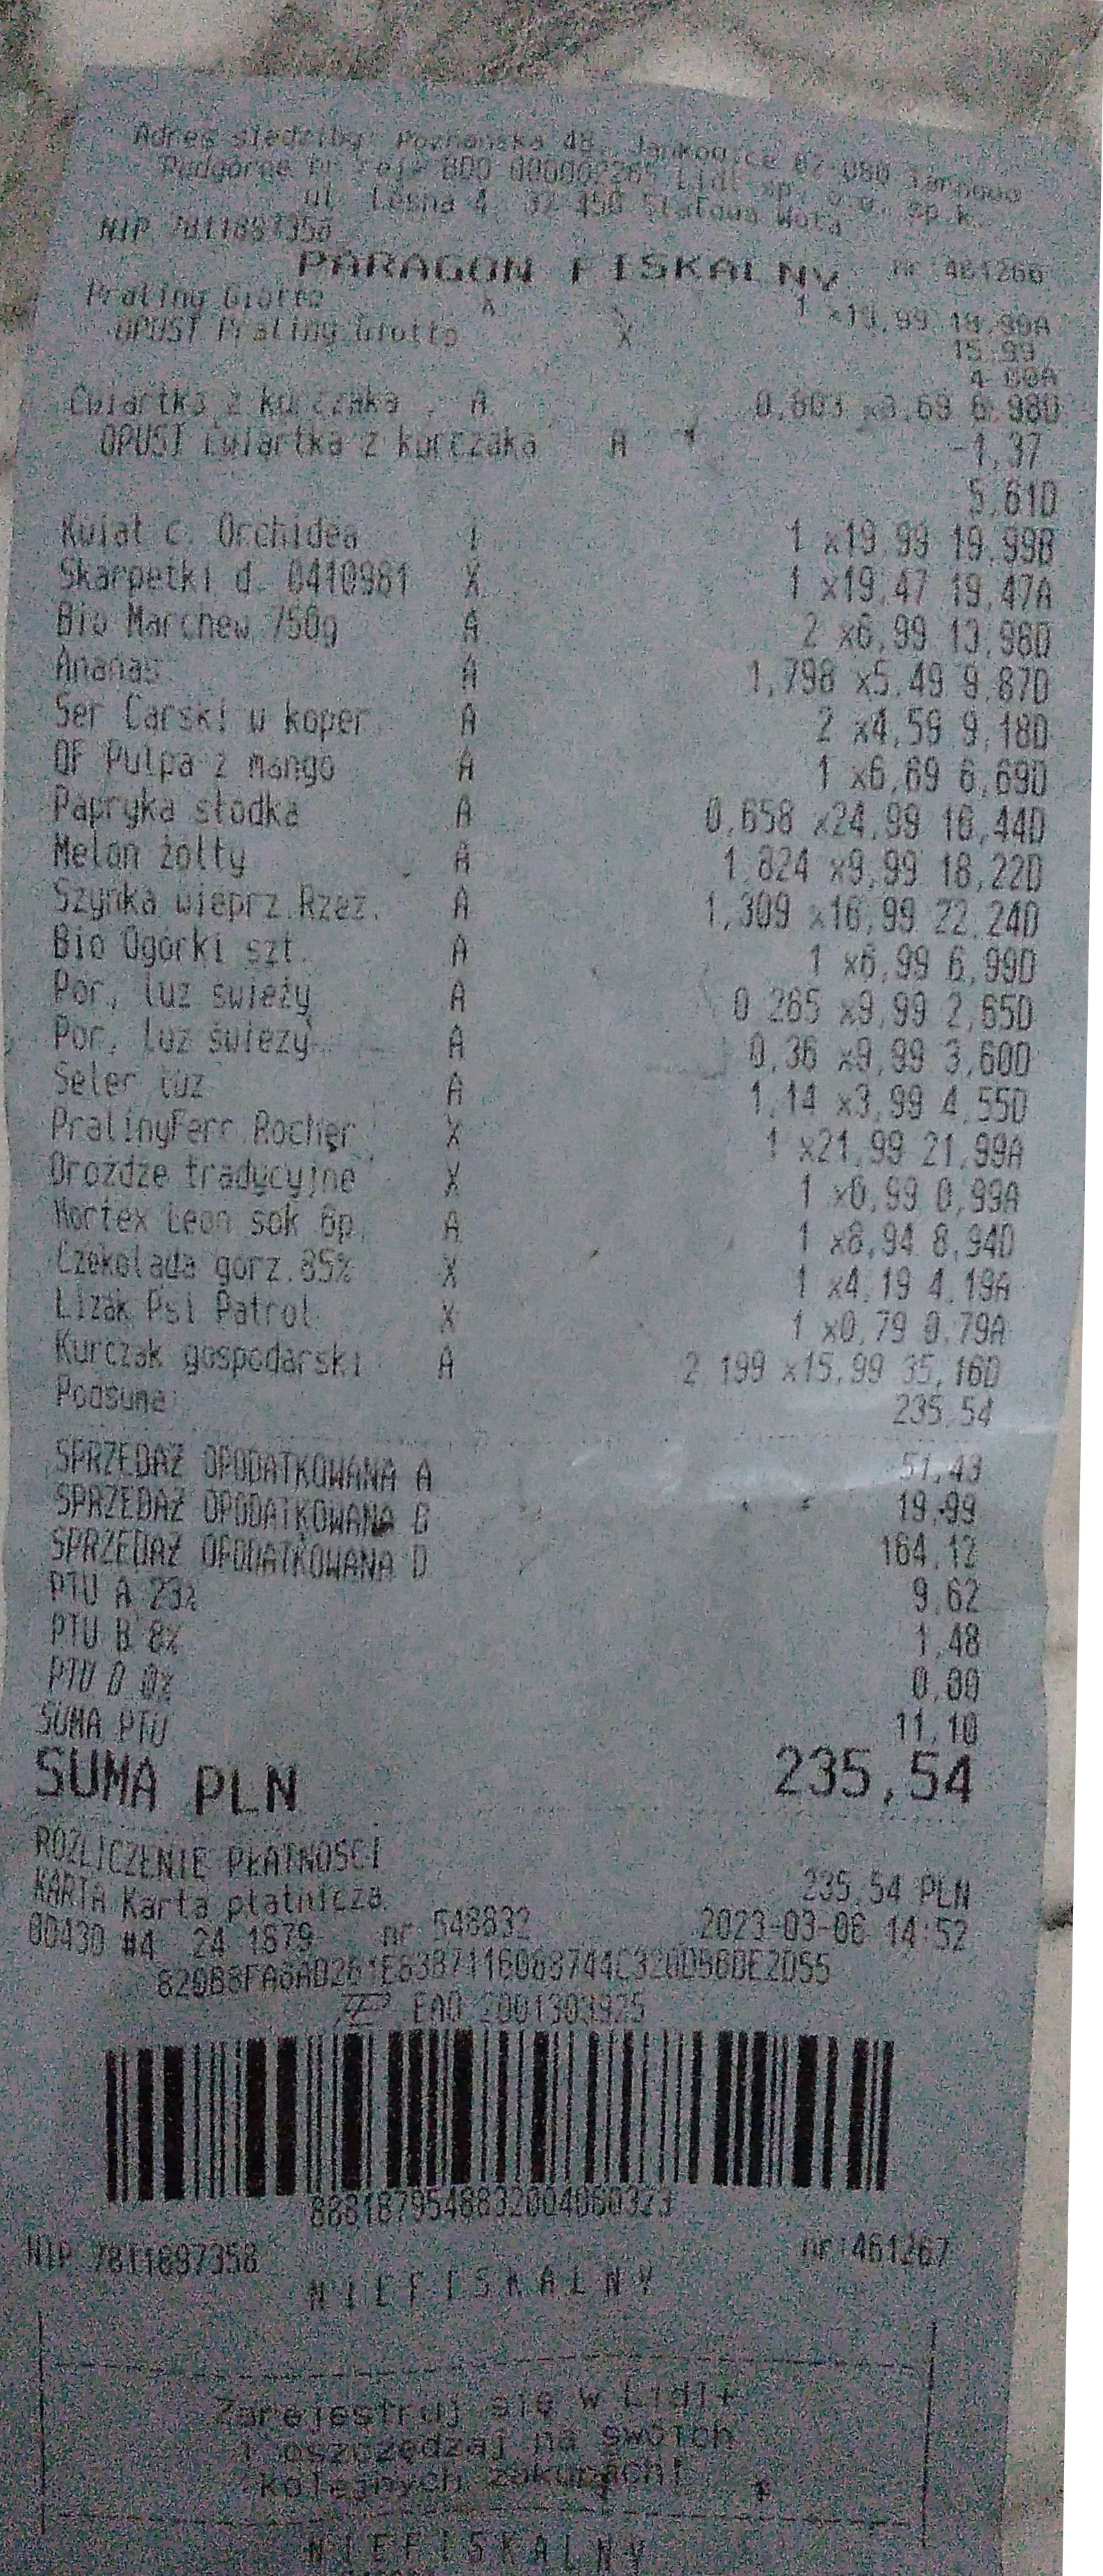 Adres siedziby: Poznańska 48, Jankowice 62-080 Tarnowo
Podgórne Nr rej. BDO 000002265 Lidl sp. o.o. sp.k.
ul. Leśna 4, 37-450 Stalowa Wola
NIP 7811897358
PARAGON FISKALNY nr:461266
Praliny Giotto X 1 x19,99 19,99A
OPUST Praliny Giotto X
15,99
4,00A
Ćwiartka z kurczaka A x8,69 6,98D
OPUST Ćwiartka z kurczaka A -1,37
5,61D
Kwiat c. Orchidea 1 x19,99 19,99B
Skarpetki d. 0410981 X 1 x19,47 19,47A
Bio Marchew 750g A 2 x6,99 13,98D
Ananas A 1,798 x5,49 9,87D
Ser Carski w koper A 2 x4,59 9,18D
OF Pulpa z mango A 1 x6,69 6,69D
Papryka słodka A 0,658 x24,99 16,44D
Melon żółty A 1,824 x9,99 18,22D
Szynka wieprz.Rzeź. A 1,309 x16,99 22,24D
Bio Ogórki szt. A 1 x6,99 6,99D
Por, luz świeży A 0,265 x9,99 2,65D
Por, luz świeży A 0,36 x9,99 3,60D
Seler luz A 1,14 x3,99 4,55D
PralinyFerr.Rocher X 1 x21,99 21,99A
Drożdże tradycyjne X 1 x0,99 0,99A
Hortex Leon sok 6p. A 1 x8,94 8,94D
Czekolada gorz.85% X 1 x4,19 4,19A
Lizak Psi Patrol X 1 x0,79 0,79A
Kurczak gospodarski A 2,199 x15,99 35,16D
Podsuma: 235,54
SPRZEDAŻ OPODATKOWANA A 51,43
SPRZEDAŻ OPODATKOWANA B 19,99
SPRZEDAŻ OPODATKOWANA D 164,12
PTU A 23% 9,62
PTU B 8% 1,48
PTU D 0% 0,00
SUMA PTU 11,10
SUMA PLN 235,54
ROZLICZENIE PŁATNOŚCI
KARTA Karta płatnicza 235,54 PLN
00430 #4 24 1879 nr 548832 2023-03-06 14:52
EAO 2001303925
NIP 7811897358 nr:461267
NIEFISKALNY
Zarejestruj się w Lidl+
i oszczędzaj na swoich
kolejnych zakupach!
NIEFISKALNY